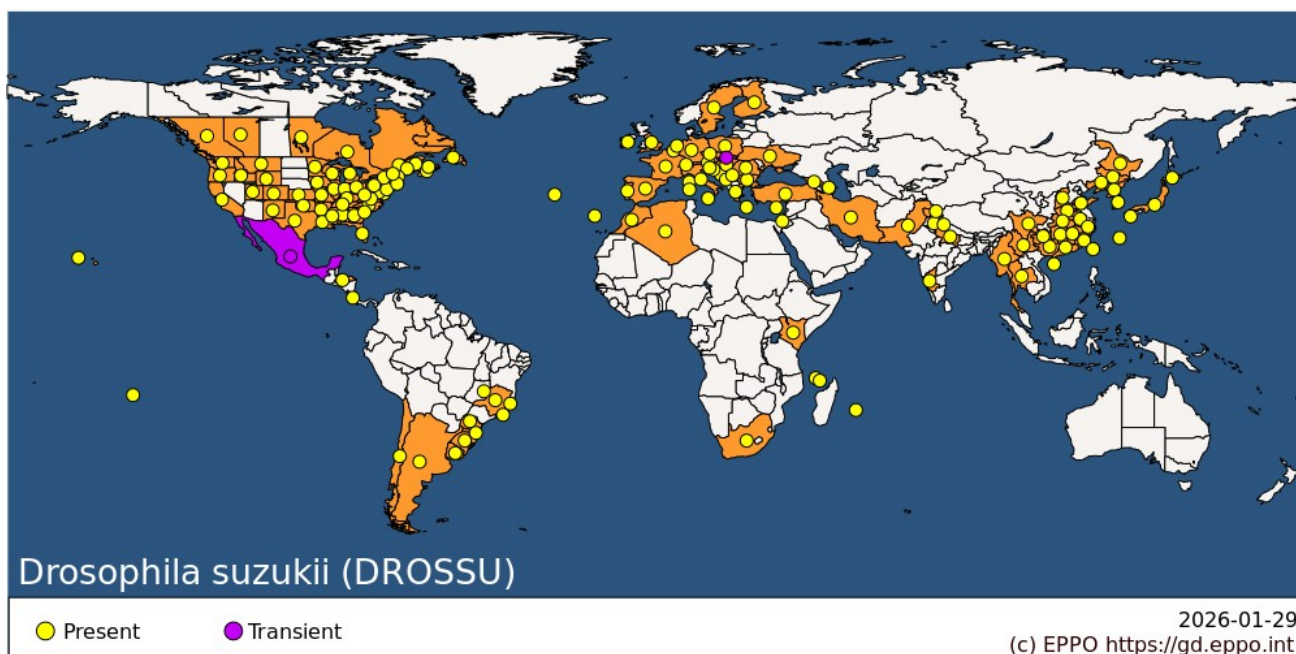 Drosophila suzukii (DROSSU)
Present
Transient
2026-01-29
(c) EPPO https://gd.eppo.int